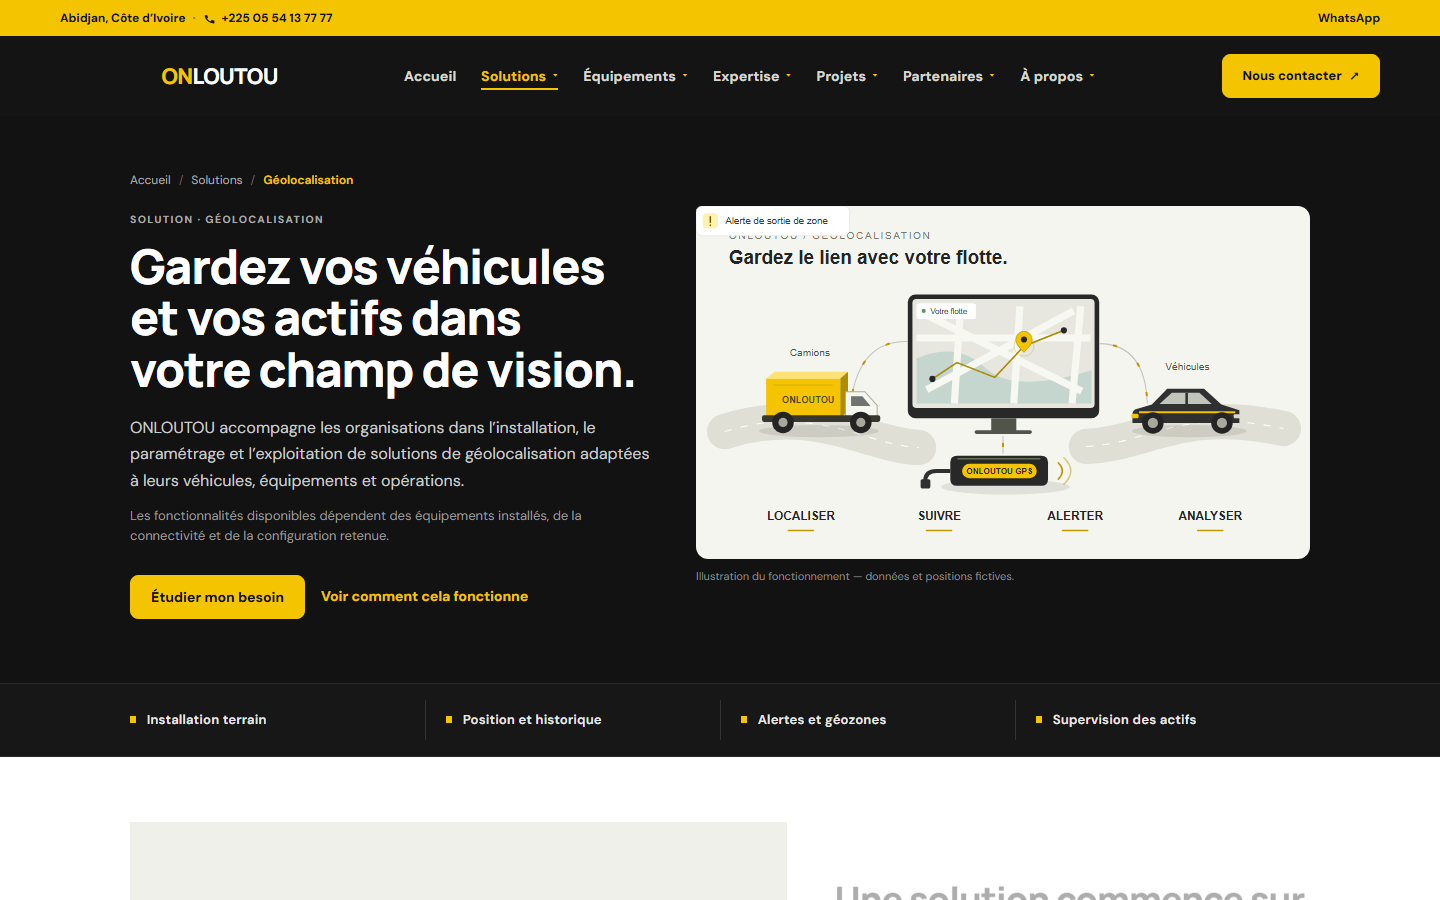 Abidjan, Côte d’Ivoire · +225 05 54 13 77 77
WhatsApp
ONLOUTOU
Accueil
Solutions
Équipements
Expertise
Projets
Partenaires
À propos
Nous contacter ↗
Accueil / Solutions / Géolocalisation
SOLUTION · GÉOLOCALISATION
Gardez vos véhicules
et vos actifs dans
votre champ de vision.
ONLOUTOU accompagne les organisations dans l’installation, le
paramétrage et l’exploitation de solutions de géolocalisation adaptées
à leurs véhicules, équipements et opérations.
Les fonctionnalités disponibles dépendent des équipements installés, de la
connectivité et de la configuration retenue.
Étudier mon besoin
Voir comment cela fonctionne
! Alerte de sortie de zone
ONLOUTOU / GÉOLOCALISATION
Gardez le lien avec votre flotte.
Votre flotte
Camions
Véhicules
ONLOUTOU
ONLOUTOU GPS
LOCALISER
SUIVRE
ALERTER
ANALYSER
Illustration du fonctionnement — données et positions fictives.
Installation terrain
Position et historique
Alertes et géozones
Supervision des actifs
Une solution commence sur